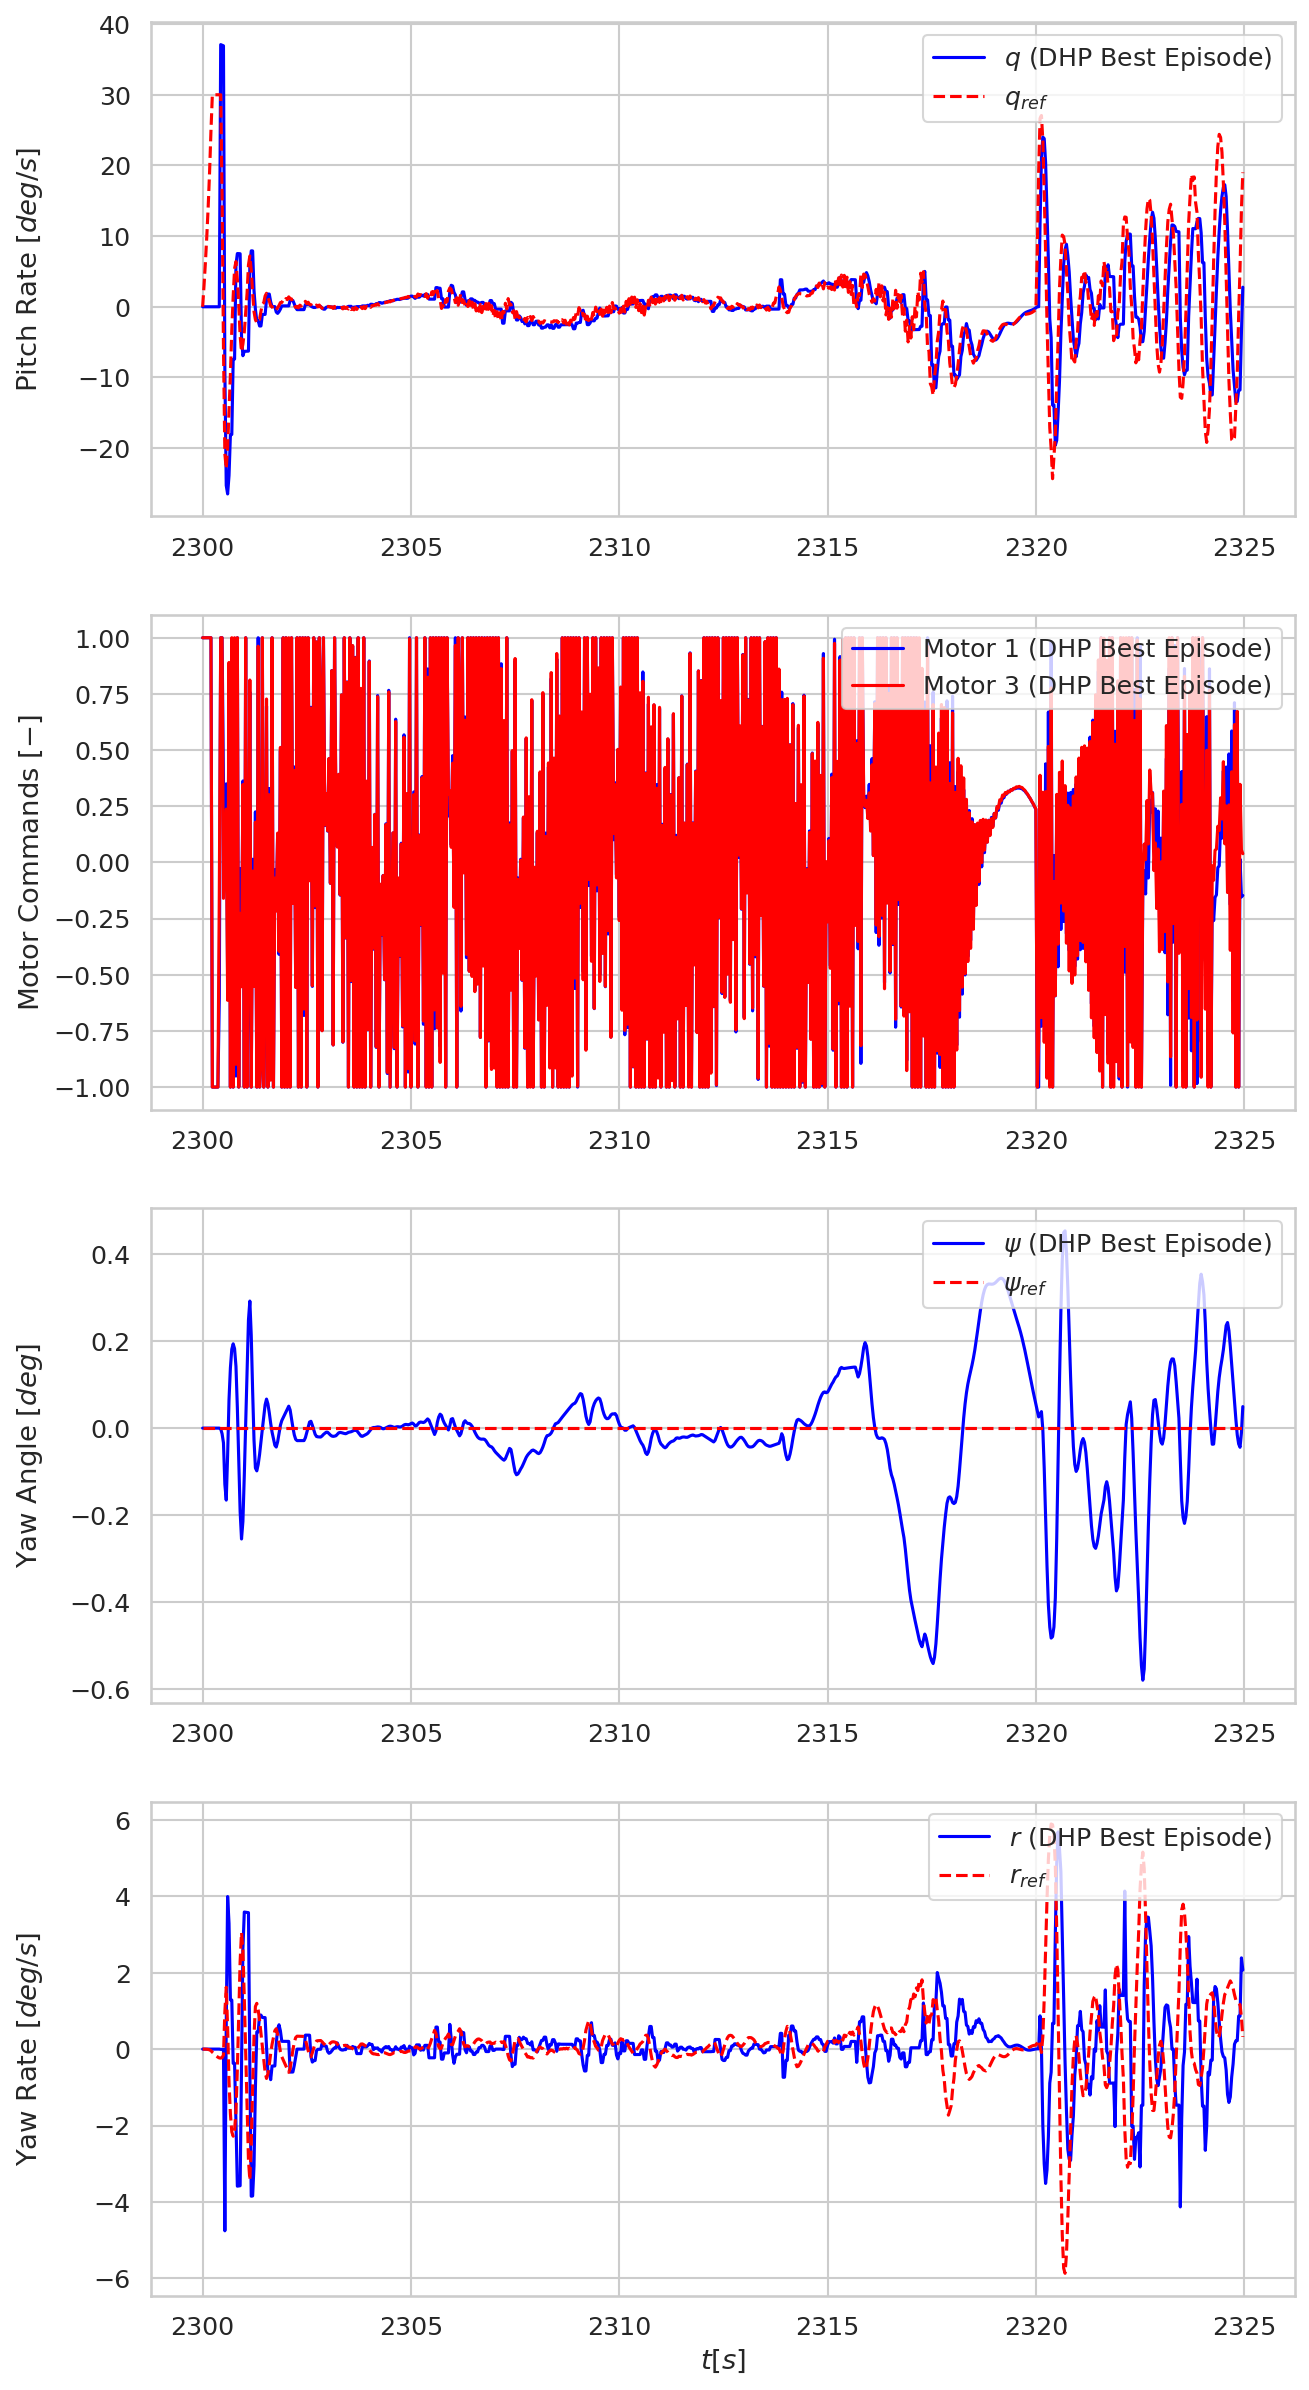 40
30
20
10
0
−10
−20
Pitch Rate [deg/s]
q (DHP Best Episode)
q_ref
2300 2305 2310 2315 2320 2325
1.00
0.75
0.50
0.25
0.00
−0.25
−0.50
−0.75
−1.00
Motor Commands [−]
Motor 1 (DHP Best Episode)
Motor 3 (DHP Best Episode)
2300 2305 2310 2315 2320 2325
0.4
0.2
0.0
−0.2
−0.4
−0.6
Yaw Angle [deg]
ψ (DHP Best Episode)
ψ_ref
2300 2305 2310 2315 2320 2325
6
4
2
0
−2
−4
−6
Yaw Rate [deg/s]
r (DHP Best Episode)
r_ref
2300 2305 2310 2315 2320 2325
t[s]